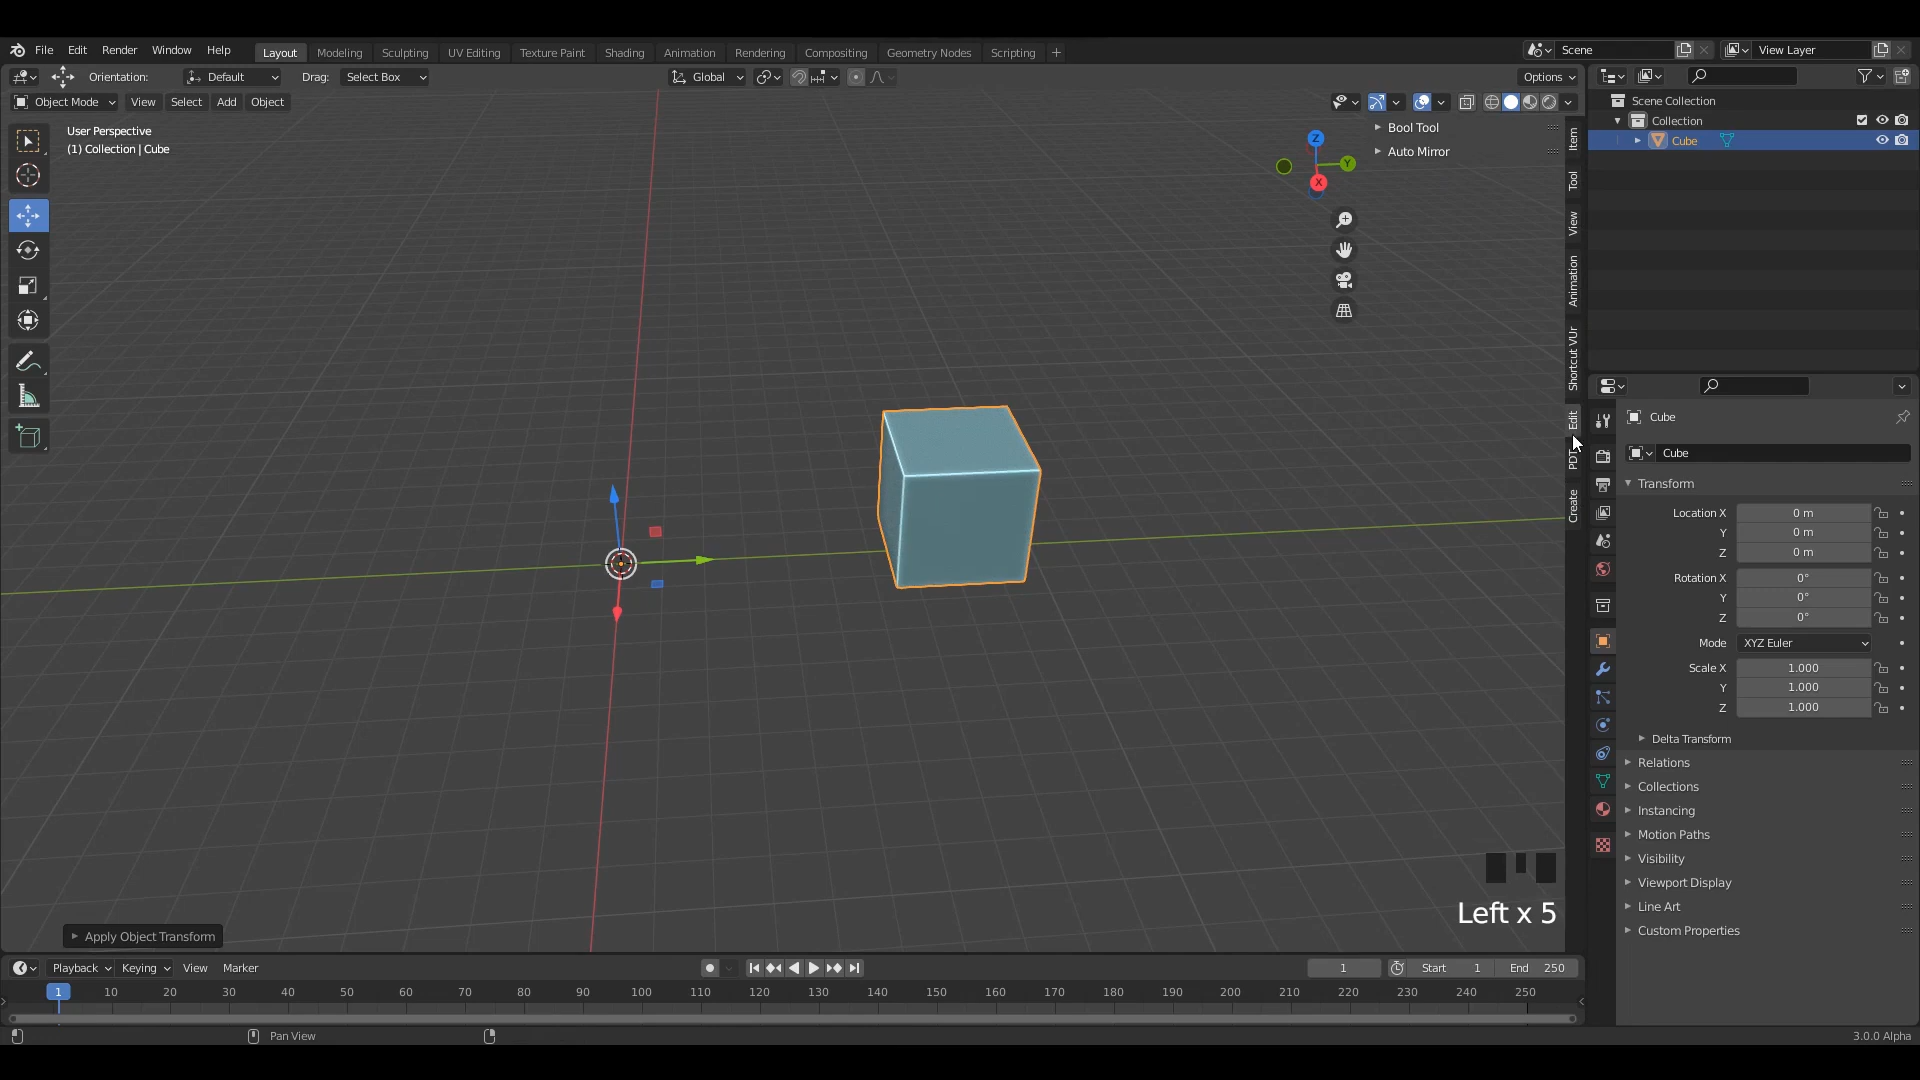 File Edit Render Window Help Layout Modeling Sculpting UV Editing Texture Paint Shading Animation Rendering Compositing Geometry Nodes Scripting + Scene View Layer
Orientation: Default Drag: Select Box Global Options
Object Mode View Select Add Object
Scene Collection
Collection
Cube
User Perspective
(1) Collection | Cube
Bool Tool
Auto Mirror
Z
Y
X
Item
Tool
View
Animation
Shortcut VUr
Edit
PDT
Create
Cube
Cube
Transform
Location X 0 m
Y 0 m
Z 0 m
Rotation X 0°
Y 0°
Z 0°
Mode XYZ Euler
Scale X 1.000
Y 1.000
Z 1.000
Delta Transform
Relations
Collections
Instancing
Motion Paths
Visibility
Viewport Display
Line Art
Custom Properties
Left x 5
Apply Object Transform
Playback Keying View Marker 1 Start 1 End 250
1 10 20 30 40 50 60 70 80 90 100 110 120 130 140 150 160 170 180 190 200 210 220 230 240 250
Pan View 3.0.0 Alpha